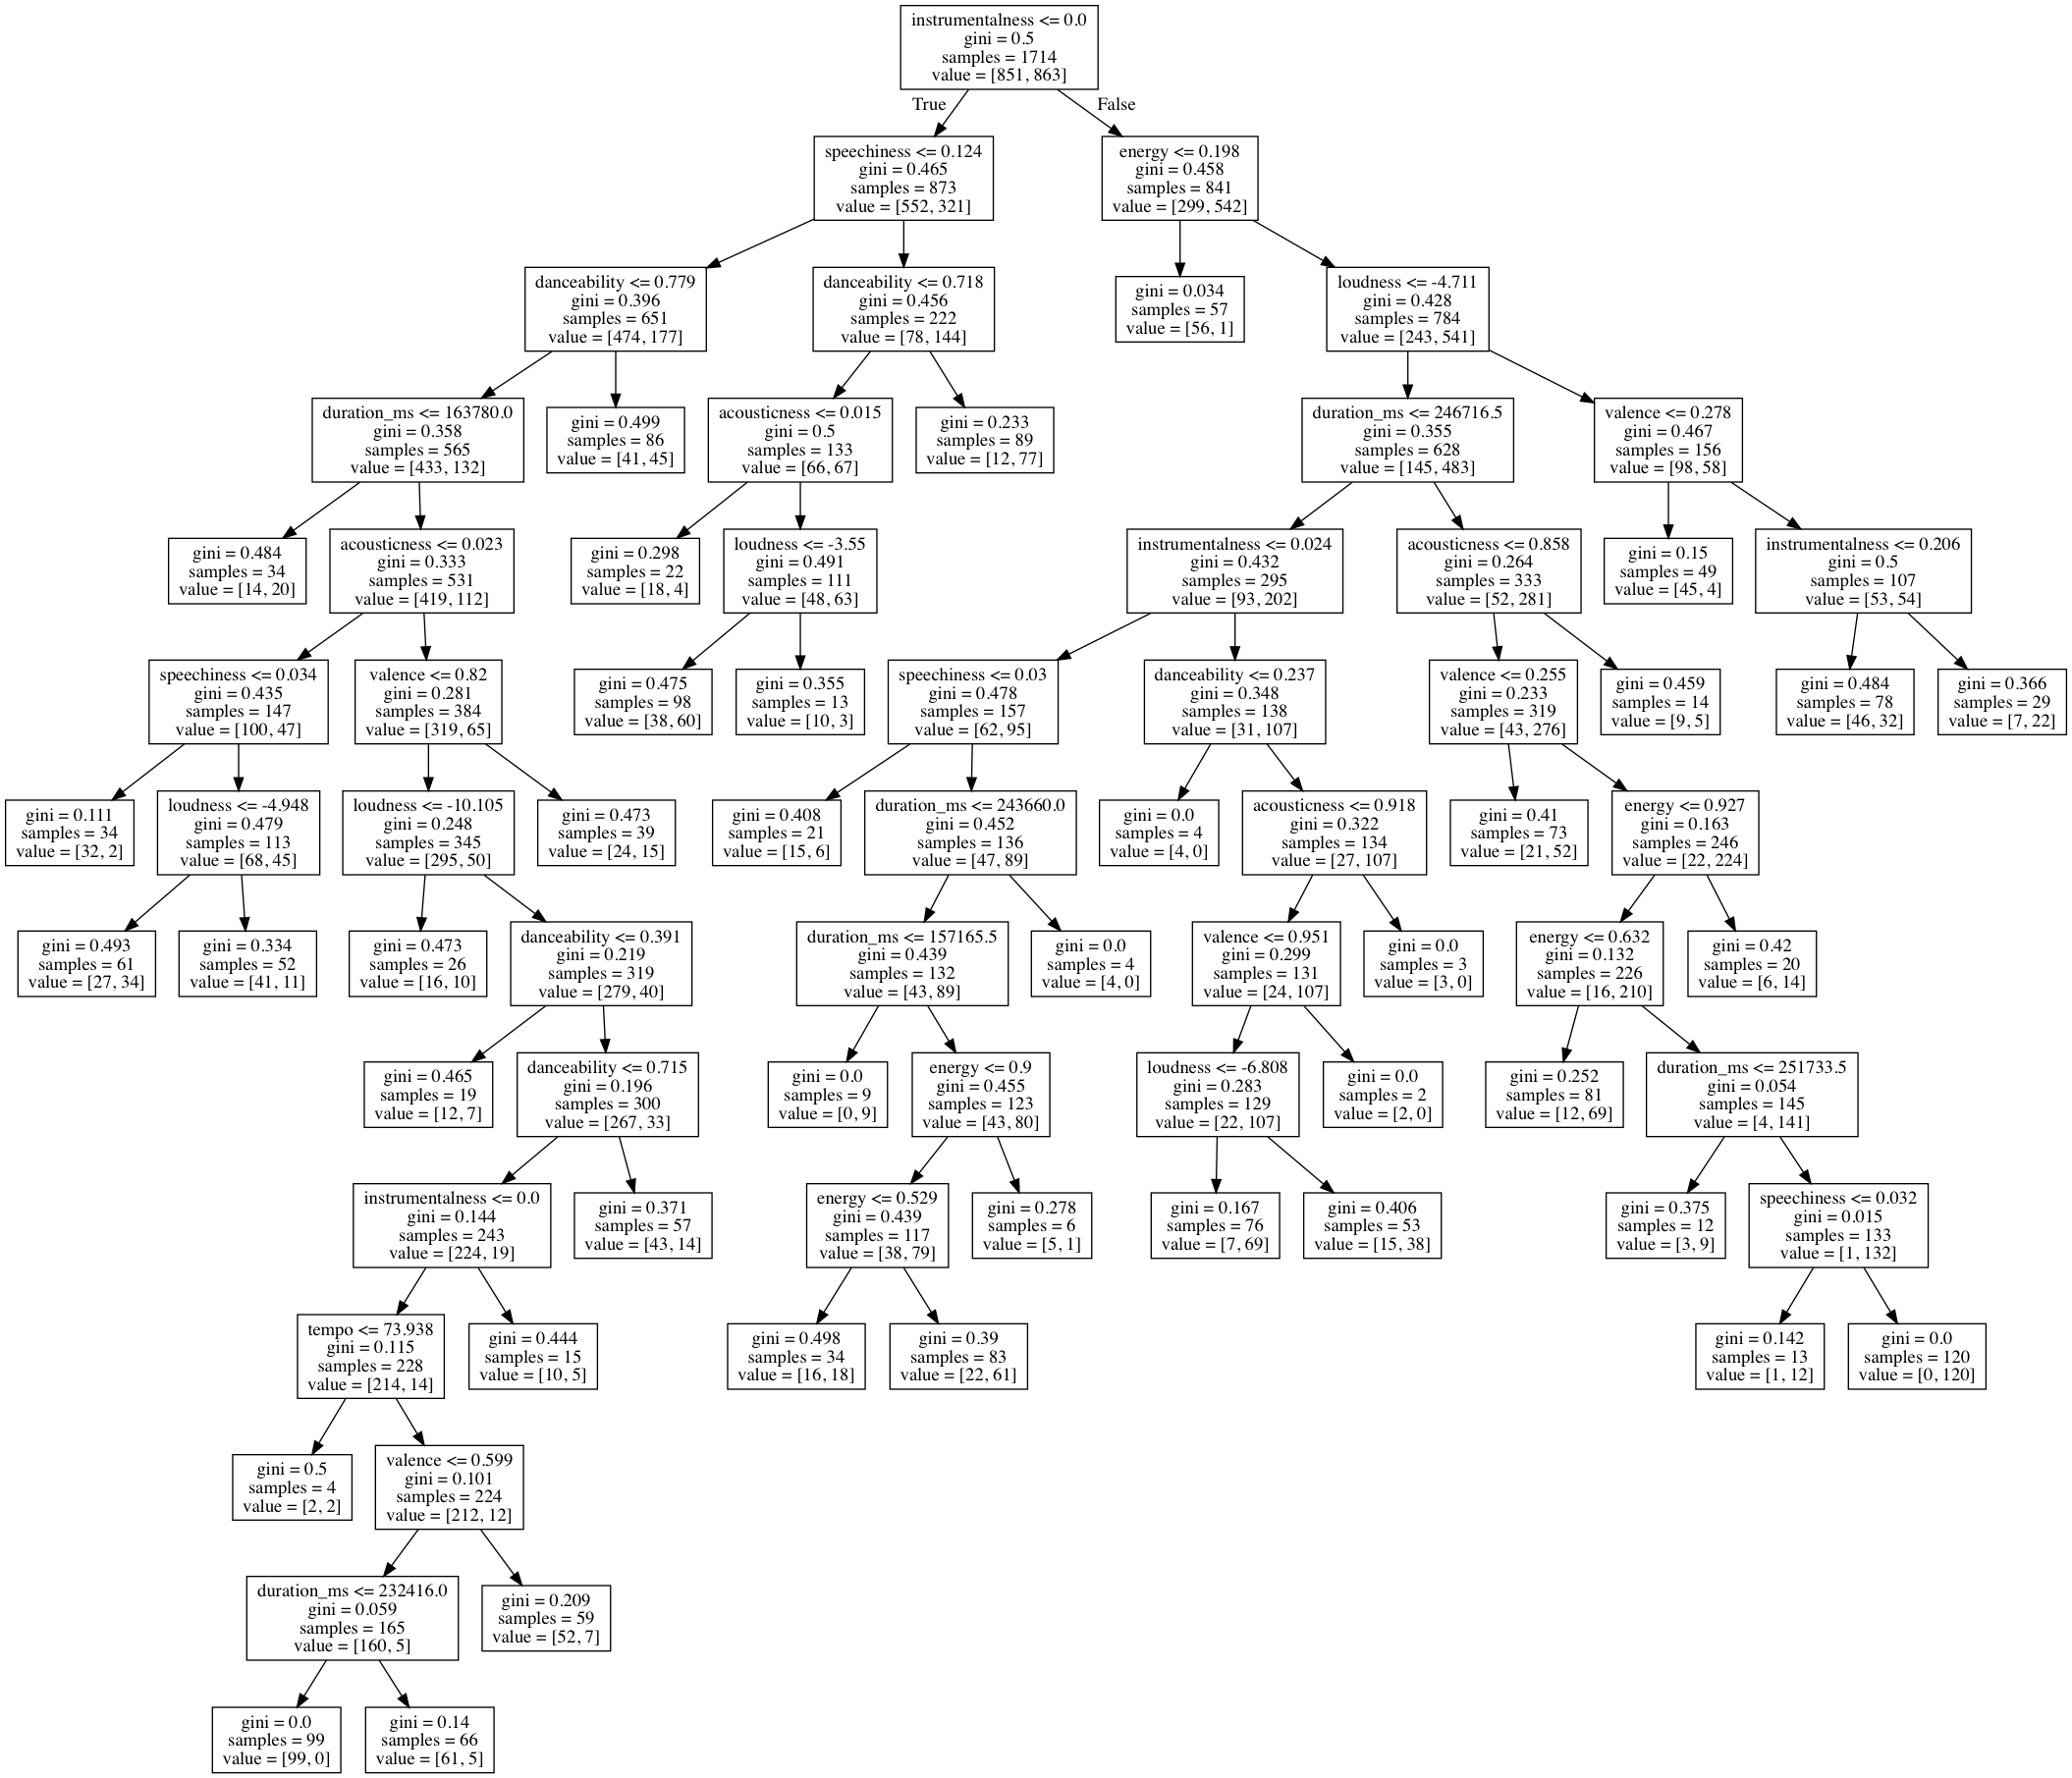 instrumentalness <= 0.0
gini = 0.5
samples = 1714
value = [851, 863]
True
False
speechiness <= 0.124
gini = 0.465
samples = 873
value = [552, 321]
energy <= 0.198
gini = 0.458
samples = 841
value = [299, 542]
danceability <= 0.779
gini = 0.396
samples = 651
value = [474, 177]
danceability <= 0.718
gini = 0.456
samples = 222
value = [78, 144]
gini = 0.034
samples = 57
value = [56, 1]
loudness <= -4.711
gini = 0.428
samples = 784
value = [243, 541]
duration_ms <= 163780.0
gini = 0.358
samples = 565
value = [433, 132]
gini = 0.499
samples = 86
value = [41, 45]
acousticness <= 0.015
gini = 0.5
samples = 133
value = [66, 67]
gini = 0.233
samples = 89
value = [12, 77]
duration_ms <= 246716.5
gini = 0.355
samples = 628
value = [145, 483]
valence <= 0.278
gini = 0.467
samples = 156
value = [98, 58]
gini = 0.484
samples = 34
value = [14, 20]
acousticness <= 0.023
gini = 0.333
samples = 531
value = [419, 112]
gini = 0.298
samples = 22
value = [18, 4]
loudness <= -3.55
gini = 0.491
samples = 111
value = [48, 63]
instrumentalness <= 0.024
gini = 0.432
samples = 295
value = [93, 202]
acousticness <= 0.858
gini = 0.264
samples = 333
value = [52, 281]
gini = 0.15
samples = 49
value = [45, 4]
instrumentalness <= 0.206
gini = 0.5
samples = 107
value = [53, 54]
speechiness <= 0.034
gini = 0.435
samples = 147
value = [100, 47]
valence <= 0.82
gini = 0.281
samples = 384
value = [319, 65]
gini = 0.475
samples = 98
value = [38, 60]
gini = 0.355
samples = 13
value = [10, 3]
speechiness <= 0.03
gini = 0.478
samples = 157
value = [62, 95]
danceability <= 0.237
gini = 0.348
samples = 138
value = [31, 107]
valence <= 0.255
gini = 0.233
samples = 319
value = [43, 276]
gini = 0.459
samples = 14
value = [9, 5]
gini = 0.484
samples = 78
value = [46, 32]
gini = 0.366
samples = 29
value = [7, 22]
gini = 0.111
samples = 34
value = [32, 2]
loudness <= -4.948
gini = 0.479
samples = 113
value = [68, 45]
loudness <= -10.105
gini = 0.248
samples = 345
value = [295, 50]
gini = 0.473
samples = 39
value = [24, 15]
gini = 0.408
samples = 21
value = [15, 6]
duration_ms <= 243660.0
gini = 0.452
samples = 136
value = [47, 89]
gini = 0.0
samples = 4
value = [4, 0]
acousticness <= 0.918
gini = 0.322
samples = 134
value = [27, 107]
gini = 0.41
samples = 73
value = [21, 52]
energy <= 0.927
gini = 0.163
samples = 246
value = [22, 224]
gini = 0.493
samples = 61
value = [27, 34]
gini = 0.334
samples = 52
value = [41, 11]
gini = 0.473
samples = 26
value = [16, 10]
danceability <= 0.391
gini = 0.219
samples = 319
value = [279, 40]
duration_ms <= 157165.5
gini = 0.439
samples = 132
value = [43, 89]
gini = 0.0
samples = 4
value = [4, 0]
valence <= 0.951
gini = 0.299
samples = 131
value = [24, 107]
gini = 0.0
samples = 3
value = [3, 0]
energy <= 0.632
gini = 0.132
samples = 226
value = [16, 210]
gini = 0.42
samples = 20
value = [6, 14]
gini = 0.465
samples = 19
value = [12, 7]
danceability <= 0.715
gini = 0.196
samples = 300
value = [267, 33]
gini = 0.0
samples = 9
value = [0, 9]
energy <= 0.9
gini = 0.455
samples = 123
value = [43, 80]
loudness <= -6.808
gini = 0.283
samples = 129
value = [22, 107]
gini = 0.0
samples = 2
value = [2, 0]
gini = 0.252
samples = 81
value = [12, 69]
duration_ms <= 251733.5
gini = 0.054
samples = 145
value = [4, 141]
instrumentalness <= 0.0
gini = 0.144
samples = 243
value = [224, 19]
gini = 0.371
samples = 57
value = [43, 14]
energy <= 0.529
gini = 0.439
samples = 117
value = [38, 79]
gini = 0.278
samples = 6
value = [5, 1]
gini = 0.167
samples = 76
value = [7, 69]
gini = 0.406
samples = 53
value = [15, 38]
gini = 0.375
samples = 12
value = [3, 9]
speechiness <= 0.032
gini = 0.015
samples = 133
value = [1, 132]
tempo <= 73.938
gini = 0.115
samples = 228
value = [214, 14]
gini = 0.444
samples = 15
value = [10, 5]
gini = 0.498
samples = 34
value = [16, 18]
gini = 0.39
samples = 83
value = [22, 61]
gini = 0.142
samples = 13
value = [1, 12]
gini = 0.0
samples = 120
value = [0, 120]
gini = 0.5
samples = 4
value = [2, 2]
valence <= 0.599
gini = 0.101
samples = 224
value = [212, 12]
duration_ms <= 232416.0
gini = 0.059
samples = 165
value = [160, 5]
gini = 0.209
samples = 59
value = [52, 7]
gini = 0.0
samples = 99
value = [99, 0]
gini = 0.14
samples = 66
value = [61, 5]